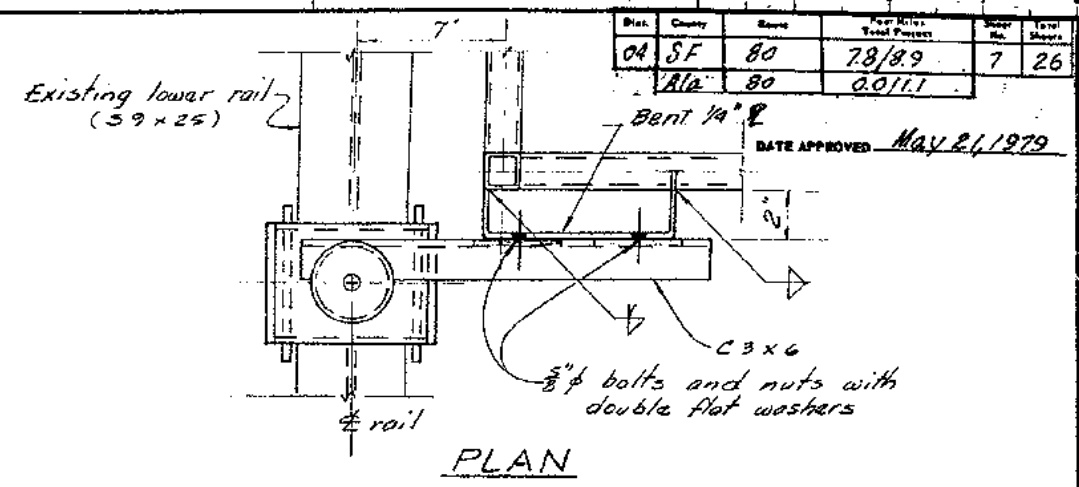 Dist. County Route Post Miles Total Project Sheet No. Total Sheets
04 SF 80 7.8/8.9 7 26
Ala 80 0.0/1.1
DATE APPROVED May 21, 1979
7'
Existing lower rail
(S 9 x 25)
Bent 1/4" ℄
2"
C 3 x 6
5/8"ϕ bolts and nuts with
double flat washers
℄ rail
PLAN